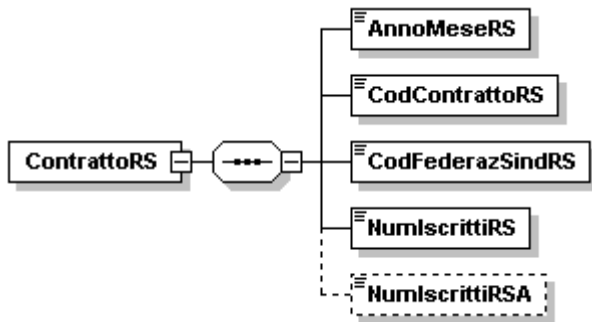 AnnoMeseRS
CodContrattoRS
ContrattoRS
CodFederazSindRS
NumIscrittiRS
NumIscrittiRSA